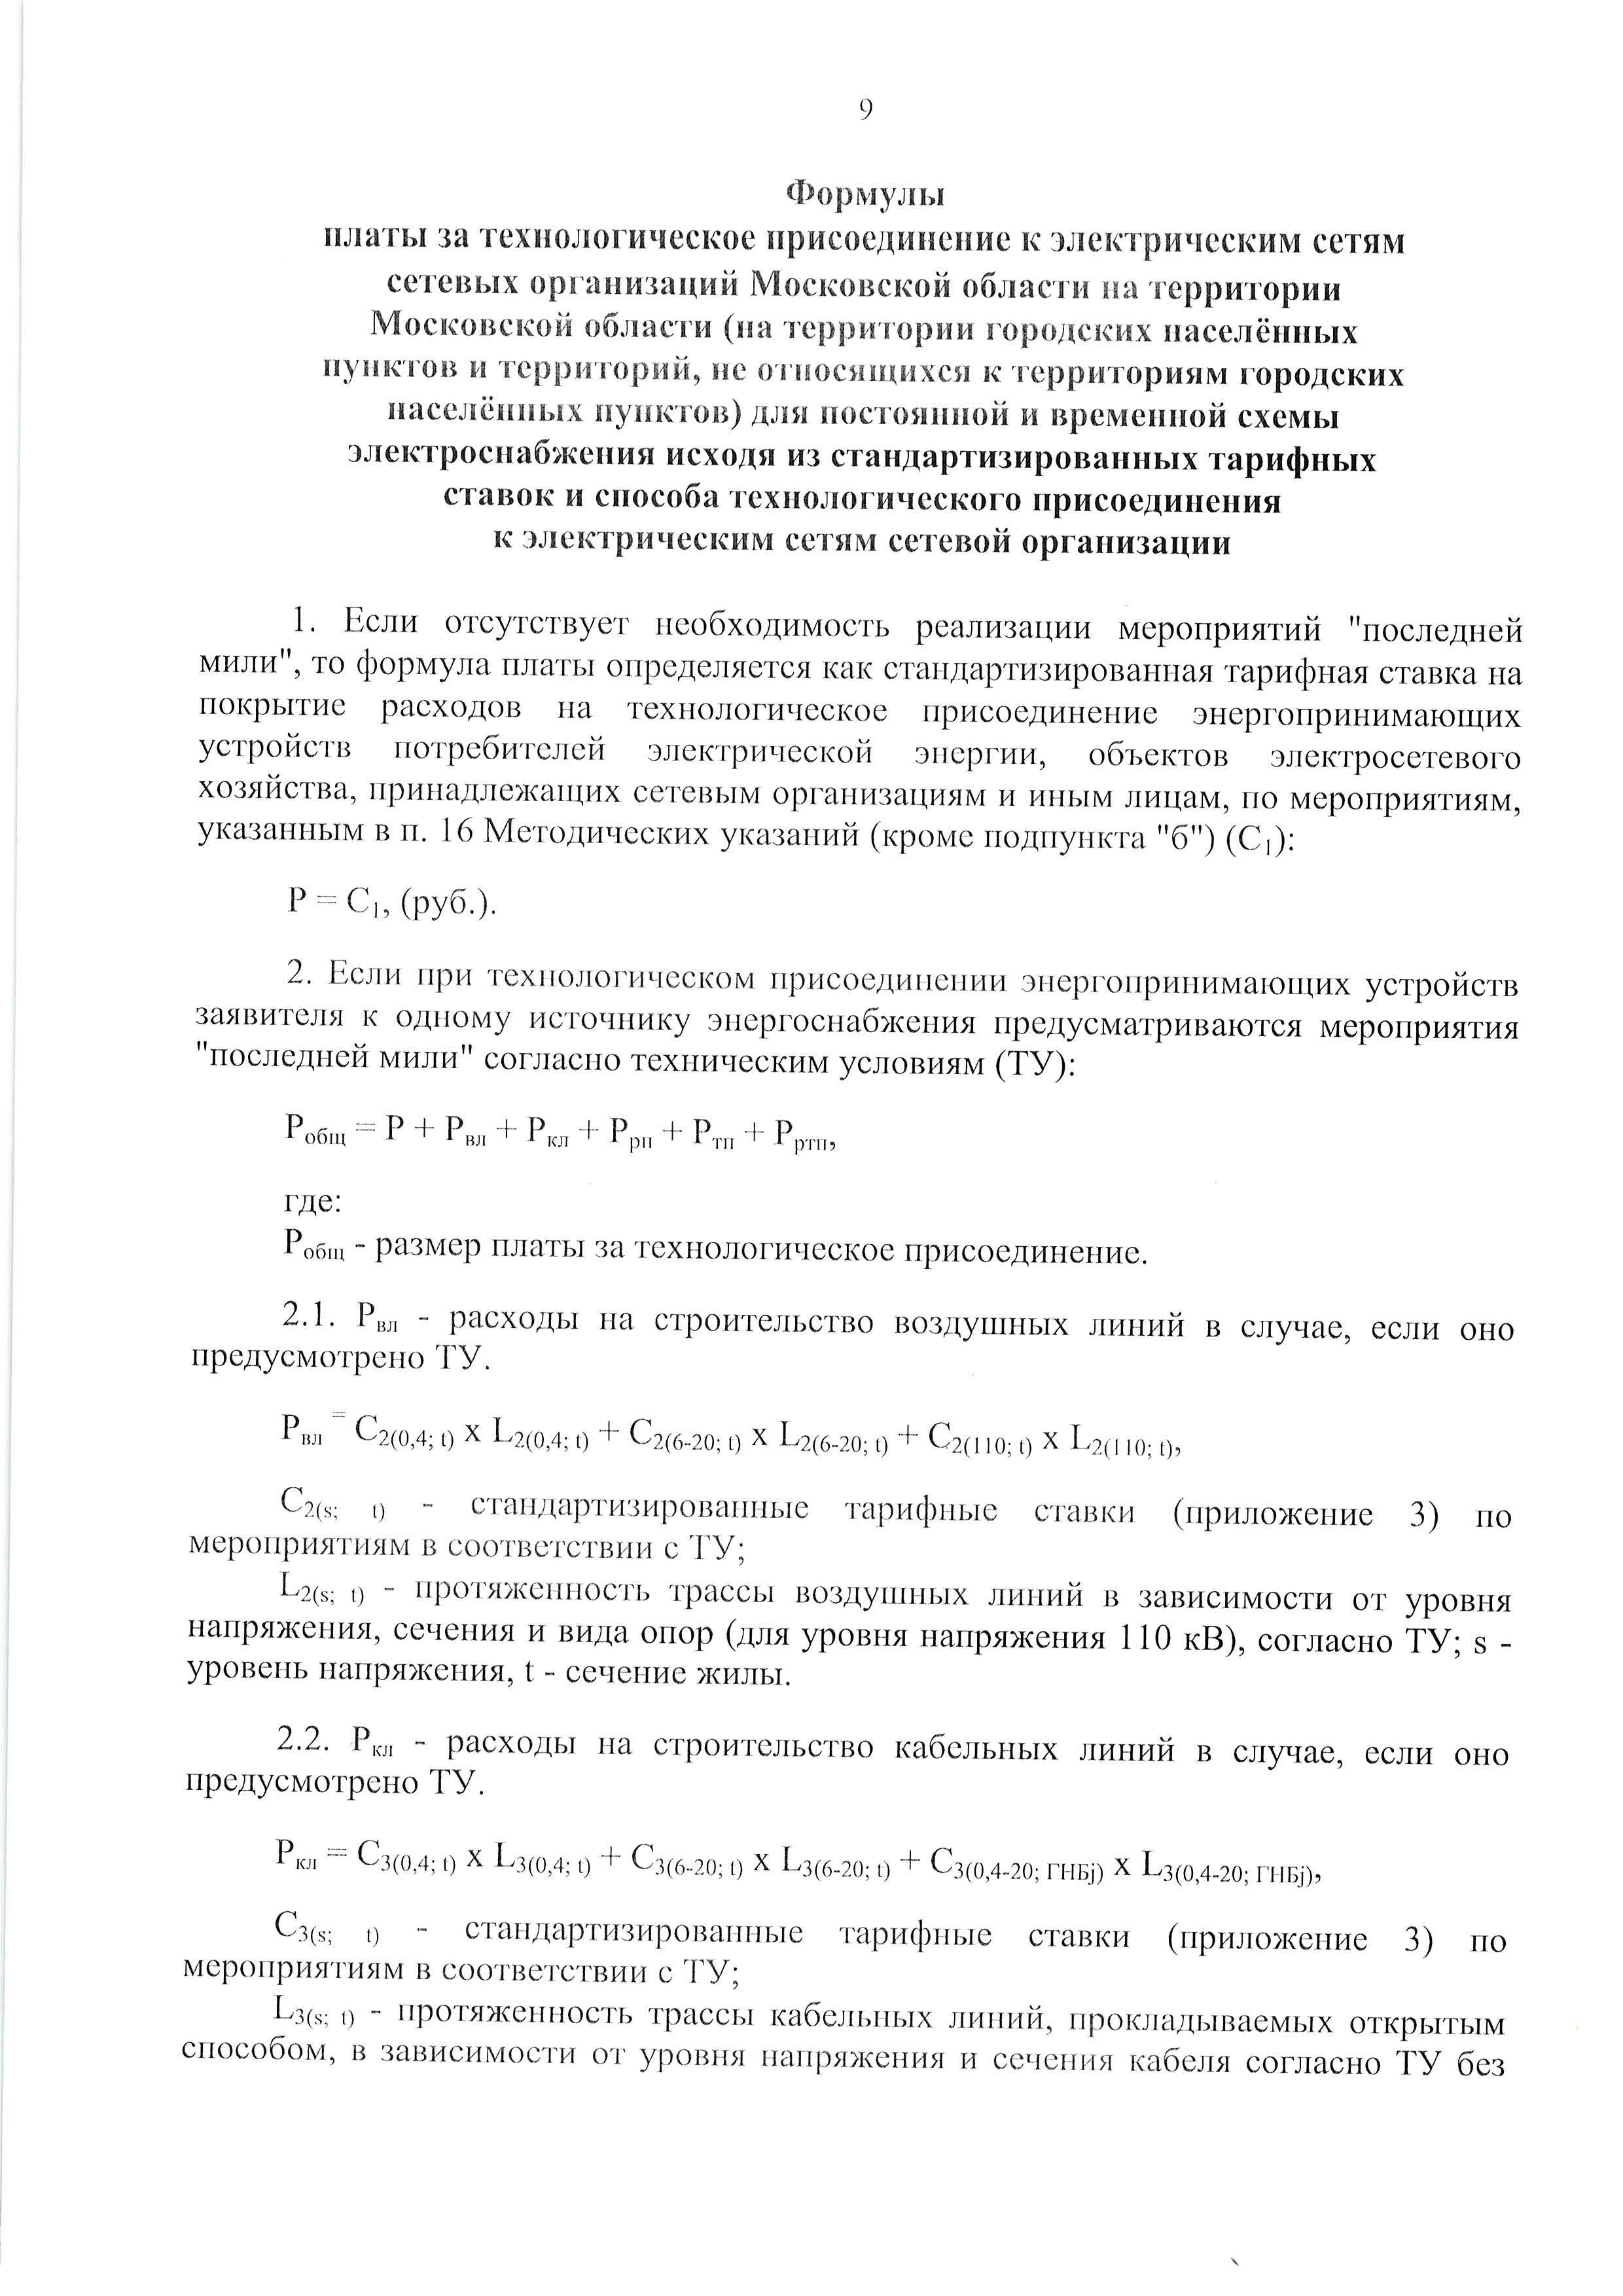 9
Формулы
платы за технологическое присоединение к электрическим сетям
сетевых организаций Московской области на территории
Московской области (на территории городских населённых
пунктов и территорий, не относящихся к территориям городских
населённых пунктов) для постоянной и временной схемы
электроснабжения исходя из стандартизированных тарифных
ставок и способа технологического присоединения
к электрическим сетям сетевой организации
1. Если отсутствует необходимость реализации мероприятий "последней
мили", то формула платы определяется как стандартизированная тарифная ставка на
покрытие расходов на технологическое присоединение энергопринимающих
устройств потребителей электрической энергии, объектов электросетевого
хозяйства, принадлежащих сетевым организациям и иным лицам, по мероприятиям,
указанным в п. 16 Методических указаний (кроме подпункта "б") (C1):
P = C1, (руб.).
2. Если при технологическом присоединении энергопринимающих устройств
заявителя к одному источнику энергоснабжения предусматриваются мероприятия
"последней мили" согласно техническим условиям (ТУ):
Pобщ = P + Pвл + Pкл + Pрп + Pтп + Pртп,
где:
Pобщ - размер платы за технологическое присоединение.
2.1. Pвл - расходы на строительство воздушных линий в случае, если оно
предусмотрено ТУ.
Pвл = C2(0,4; t) x L2(0,4; t) + C2(6-20; t) x L2(6-20; t) + C2(110; t) x L2(110; t),
C2(s; t) - стандартизированные тарифные ставки (приложение 3) по
мероприятиям в соответствии с ТУ;
L2(s; t) - протяженность трассы воздушных линий в зависимости от уровня
напряжения, сечения и вида опор (для уровня напряжения 110 кВ), согласно ТУ; s -
уровень напряжения, t - сечение жилы.
2.2. Pкл - расходы на строительство кабельных линий в случае, если оно
предусмотрено ТУ.
Pкл = C3(0,4; t) x L3(0,4; t) + C3(6-20; t) x L3(6-20; t) + C3(0,4-20; ГНБj) x L3(0,4-20; ГНБj),
C3(s; t) - стандартизированные тарифные ставки (приложение 3) по
мероприятиям в соответствии с ТУ;
L3(s; t) - протяженность трассы кабельных линий, прокладываемых открытым
способом, в зависимости от уровня напряжения и сечения кабеля согласно ТУ без